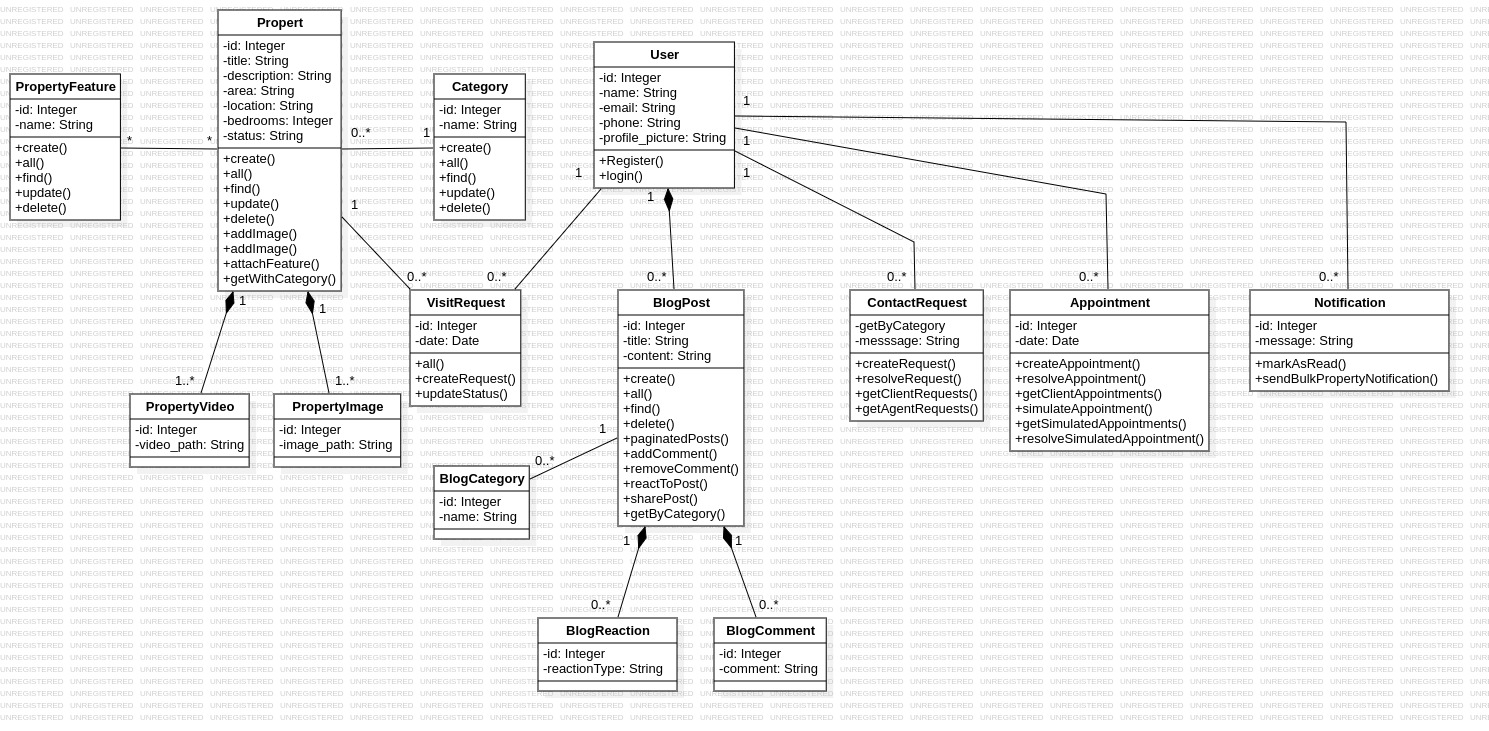 Propert
-id: Integer
-title: String
-description: String
-area: String
-location: String
-bedrooms: Integer
-status: String
+create()
+all()
+find()
+update()
+delete()
+addImage()
+addImage()
+attachFeature()
+getWithCategory()
PropertyFeature
-id: Integer
-name: String
+create()
+all()
+find()
+update()
+delete()
*
*
0..*
1
Category
-id: Integer
-name: String
+create()
+all()
+find()
+update()
+delete()
User
-id: Integer
-name: String
-email: String
-phone: String
-profile_picture: String
+Register()
+login()
1
1
1
1
1
1
0..*
0..*
0..*
0..*
0..*
0..*
1
1
1..*
1..*
PropertyVideo
-id: Integer
-video_path: String
PropertyImage
-id: Integer
-image_path: String
VisitRequest
-id: Integer
-date: Date
+all()
+createRequest()
+updateStatus()
BlogPost
-id: Integer
-title: String
-content: String
+create()
+all()
+find()
+delete()
+paginatedPosts()
+addComment()
+removeComment()
+reactToPost()
+sharePost()
+getByCategory()
ContactRequest
-getByCategory
-messsage: String
+createRequest()
+resolveRequest()
+getClientRequests()
+getAgentRequests()
Appointment
-id: Integer
-date: Date
+createAppointment()
+resolveAppointment()
+getClientAppointments()
+simulateAppointment()
+getSimulatedAppointments()
+resolveSimulatedAppointment()
Notification
-id: Integer
-message: String
+markAsRead()
+sendBulkPropertyNotification()
1
0..*
BlogCategory
-id: Integer
-name: String
1
1
0..*
0..*
BlogReaction
-id: Integer
-reactionType: String
BlogComment
-id: Integer
-comment: String
UNREGISTERED